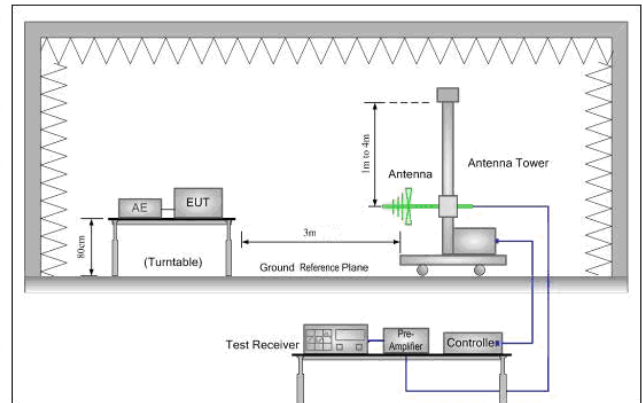 1m to 4m
Antenna
Antenna Tower
AE
EUT
80cm
(Turntable)
3m
Ground Reference Plane
Test Receiver
Pre-
Amplifier
Controller